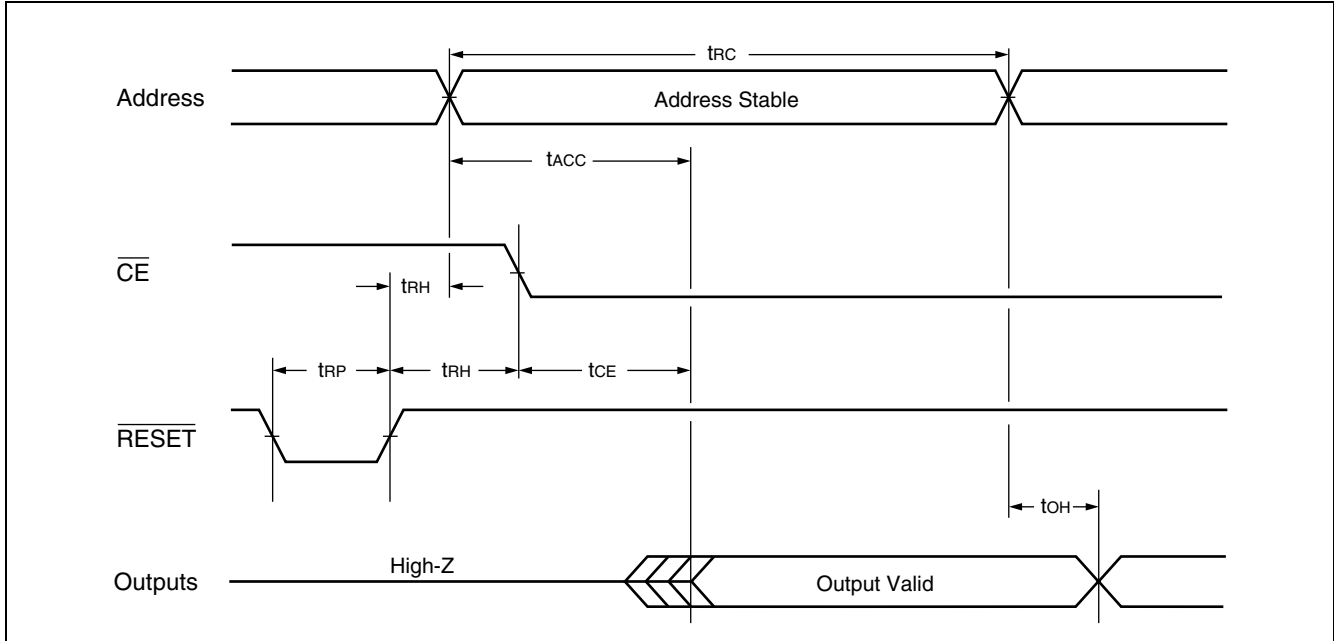 tRC
Address
Address Stable
tACC
CE
tRH
tRP
tRH
tCE
RESET
tOH
High-Z
Outputs
Output Valid